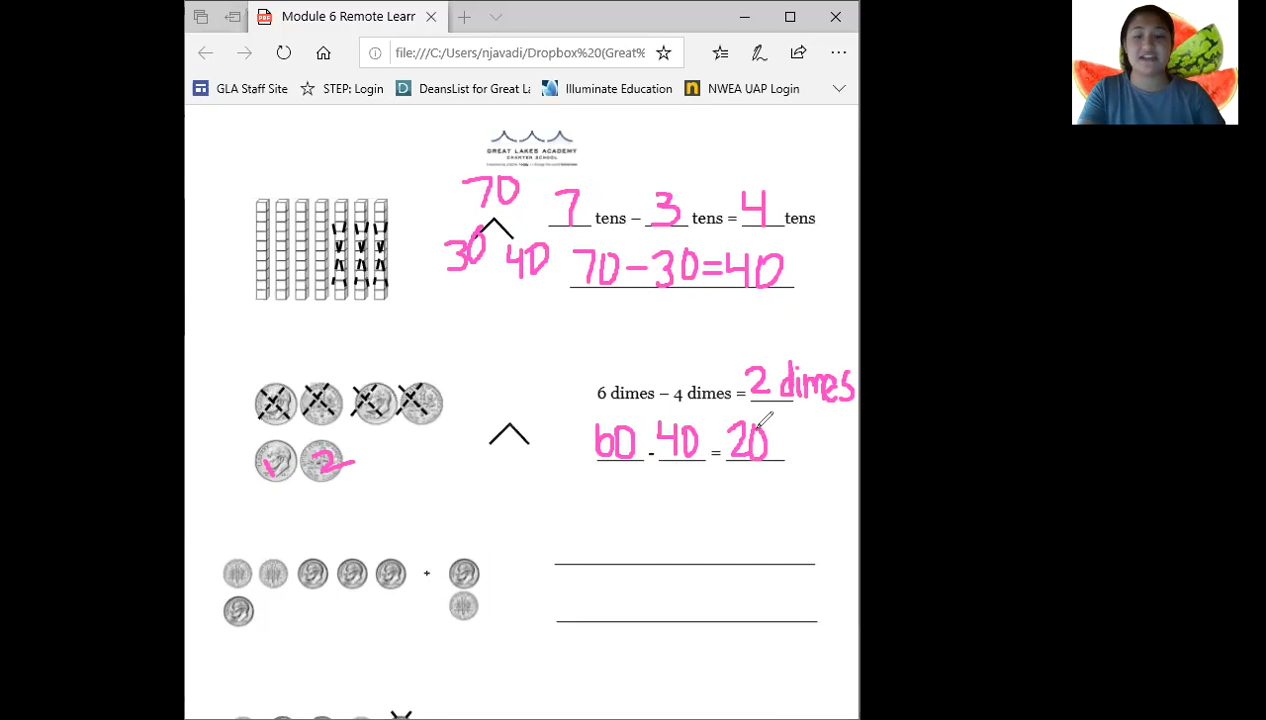 Module 6 Remote Learr
file:///C:/Users/njavadi/Dropbox%20(Great%
GLA Staff Site STEP: Login DeansList for Great La Illuminate Education NWEA UAP Login
GREAT LAKES ACADEMY
CHARTER SCHOOL
70
30 40
7 tens – 3 tens = 4 tens
70-30=40
6 dimes – 4 dimes = 2 dimes
1 2
60 - 40 = 20
+